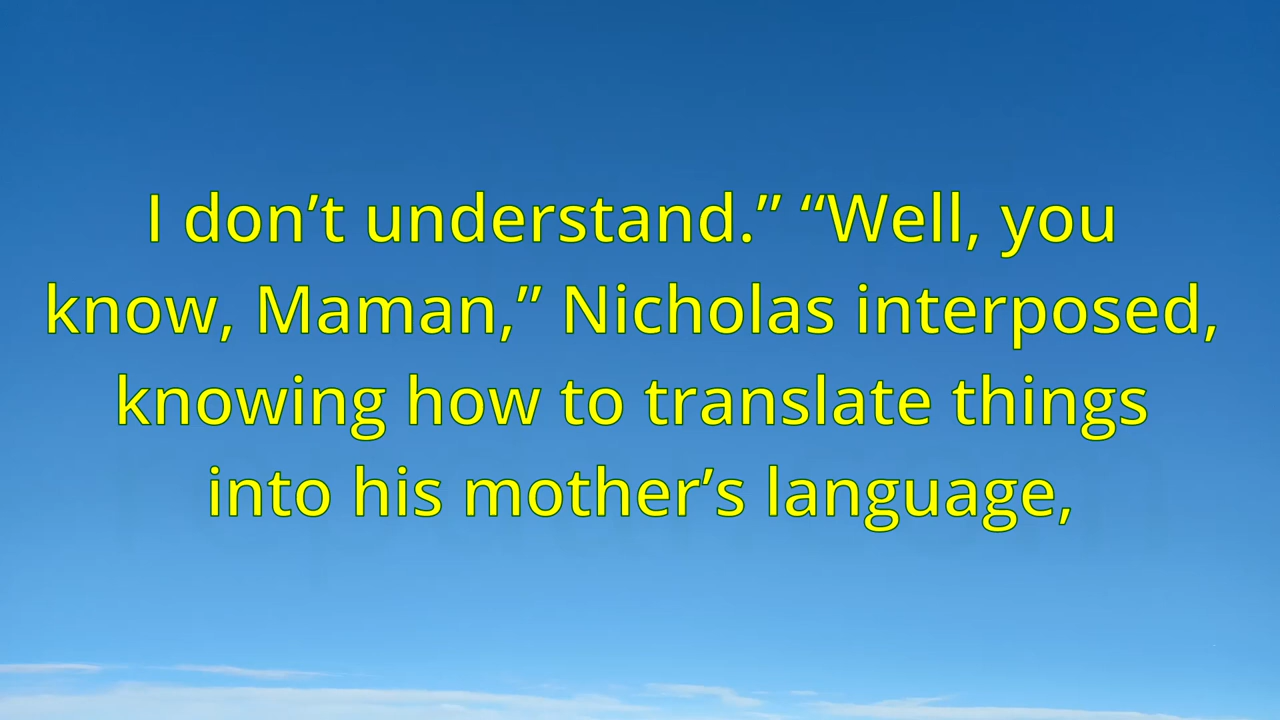 I don’t understand.” “Well, you
know, Maman,” Nicholas interposed,
knowing how to translate things
into his mother’s language,